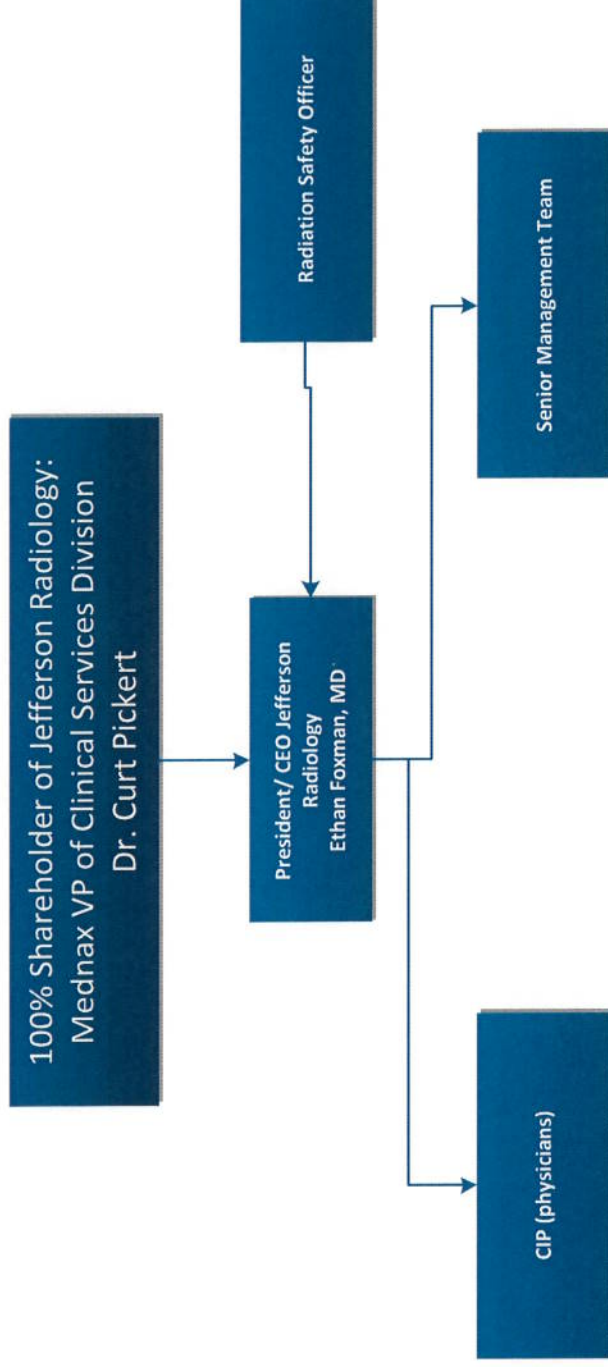 100% Shareholder of Jefferson Radiology:
Mednax VP of Clinical Services Division
Dr. Curt Pickert
Radiation Safety Officer
President/ CEO Jefferson
Radiology
Ethan Foxman, MD
CIP (physicians)
Senior Management Team